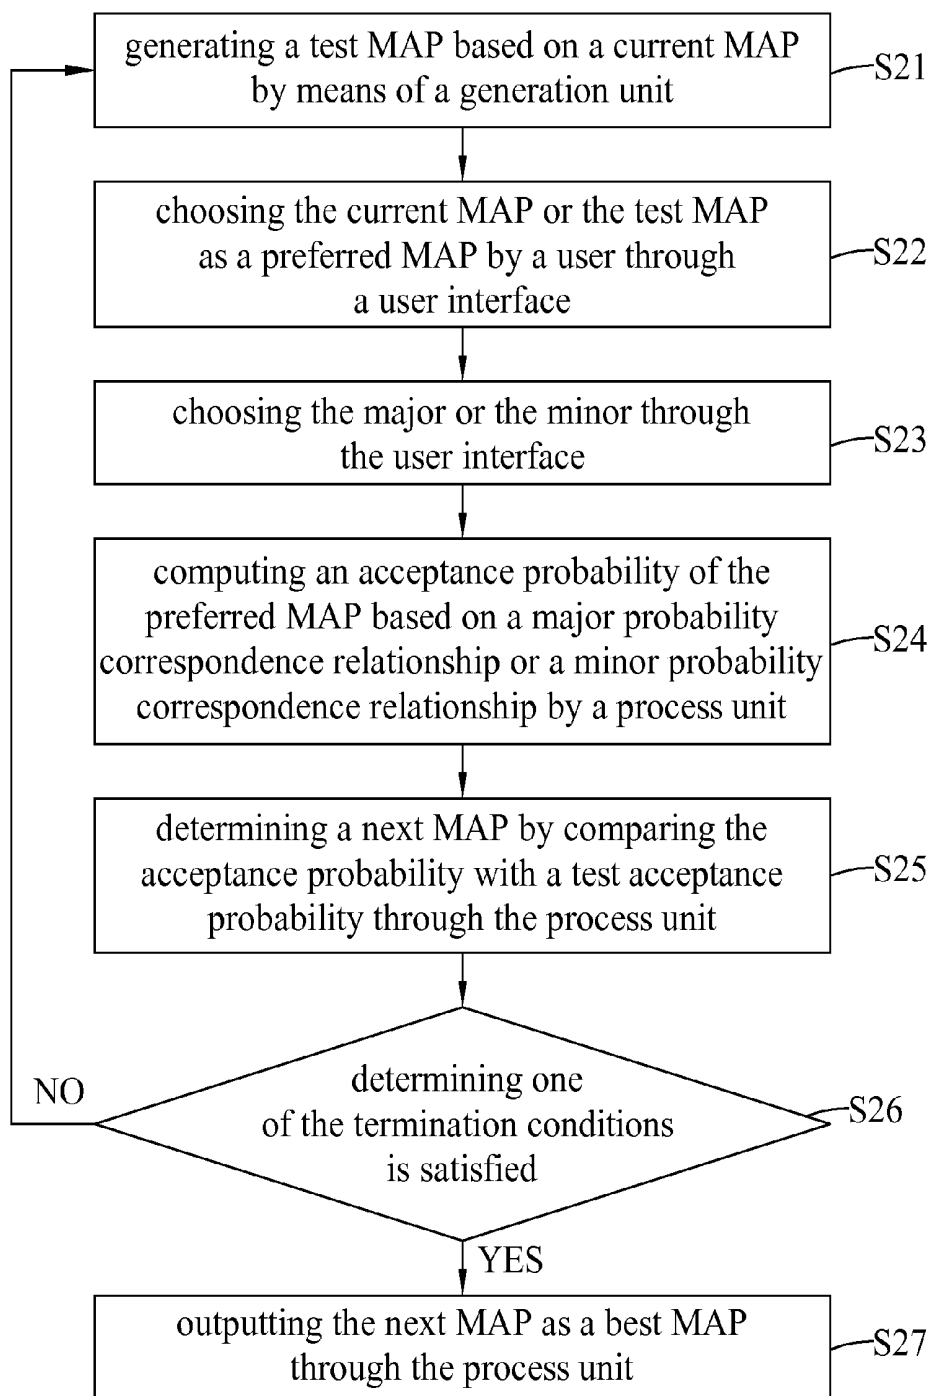 generating a test MAP based on a current MAP
by means of a generation unit
S21
choosing the current MAP or the test MAP
as a preferred MAP by a user through
a user interface
S22
choosing the major or the minor through
the user interface
S23
computing an acceptance probability of the
preferred MAP based on a major probability
correspondence relationship or a minor probability
correspondence relationship by a process unit
S24
determining a next MAP by comparing the
acceptance probability with a test acceptance
probability through the process unit
S25
NO
determining one
of the termination conditions
is satisfied
S26
YES
outputting the next MAP as a best MAP
through the process unit
S27